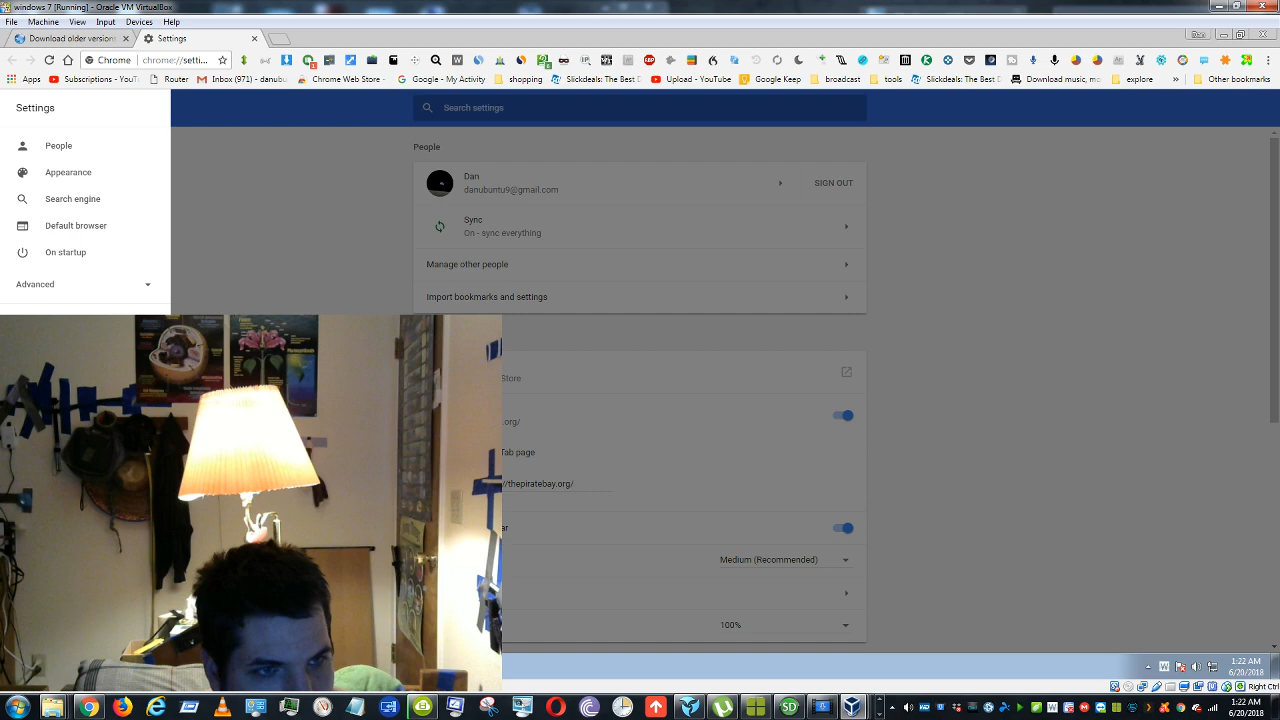 windows 7 [Running] - Oracle VM VirtualBox
File Machine View Input Devices Help
Download older version
Settings
Dan
Chrome
chrome://setti...
Apps
Subscriptions - YouT
Router
Inbox (971) - danubu
Chrome Web Store -
Google - My Activity
shopping
Slickdeals: The Best D
Upload - YouTube
Google Keep
broadcast
tools
Slickdeals: The Best D
Download music, mo
explore
Other bookmarks
Settings
Search settings
People
Appearance
Search engine
Default browser
On startup
Advanced
People
Dan
danubuntu9@gmail.com
SIGN OUT
Sync
On - sync everything
Manage other people
Import bookmarks and settings
Store
.org/
Tab page
//thepiratebay.org/
ar
Medium (Recommended)
100%
1:22 AM
6/20/2018
Right Ctrl
1:22 AM
6/20/2018